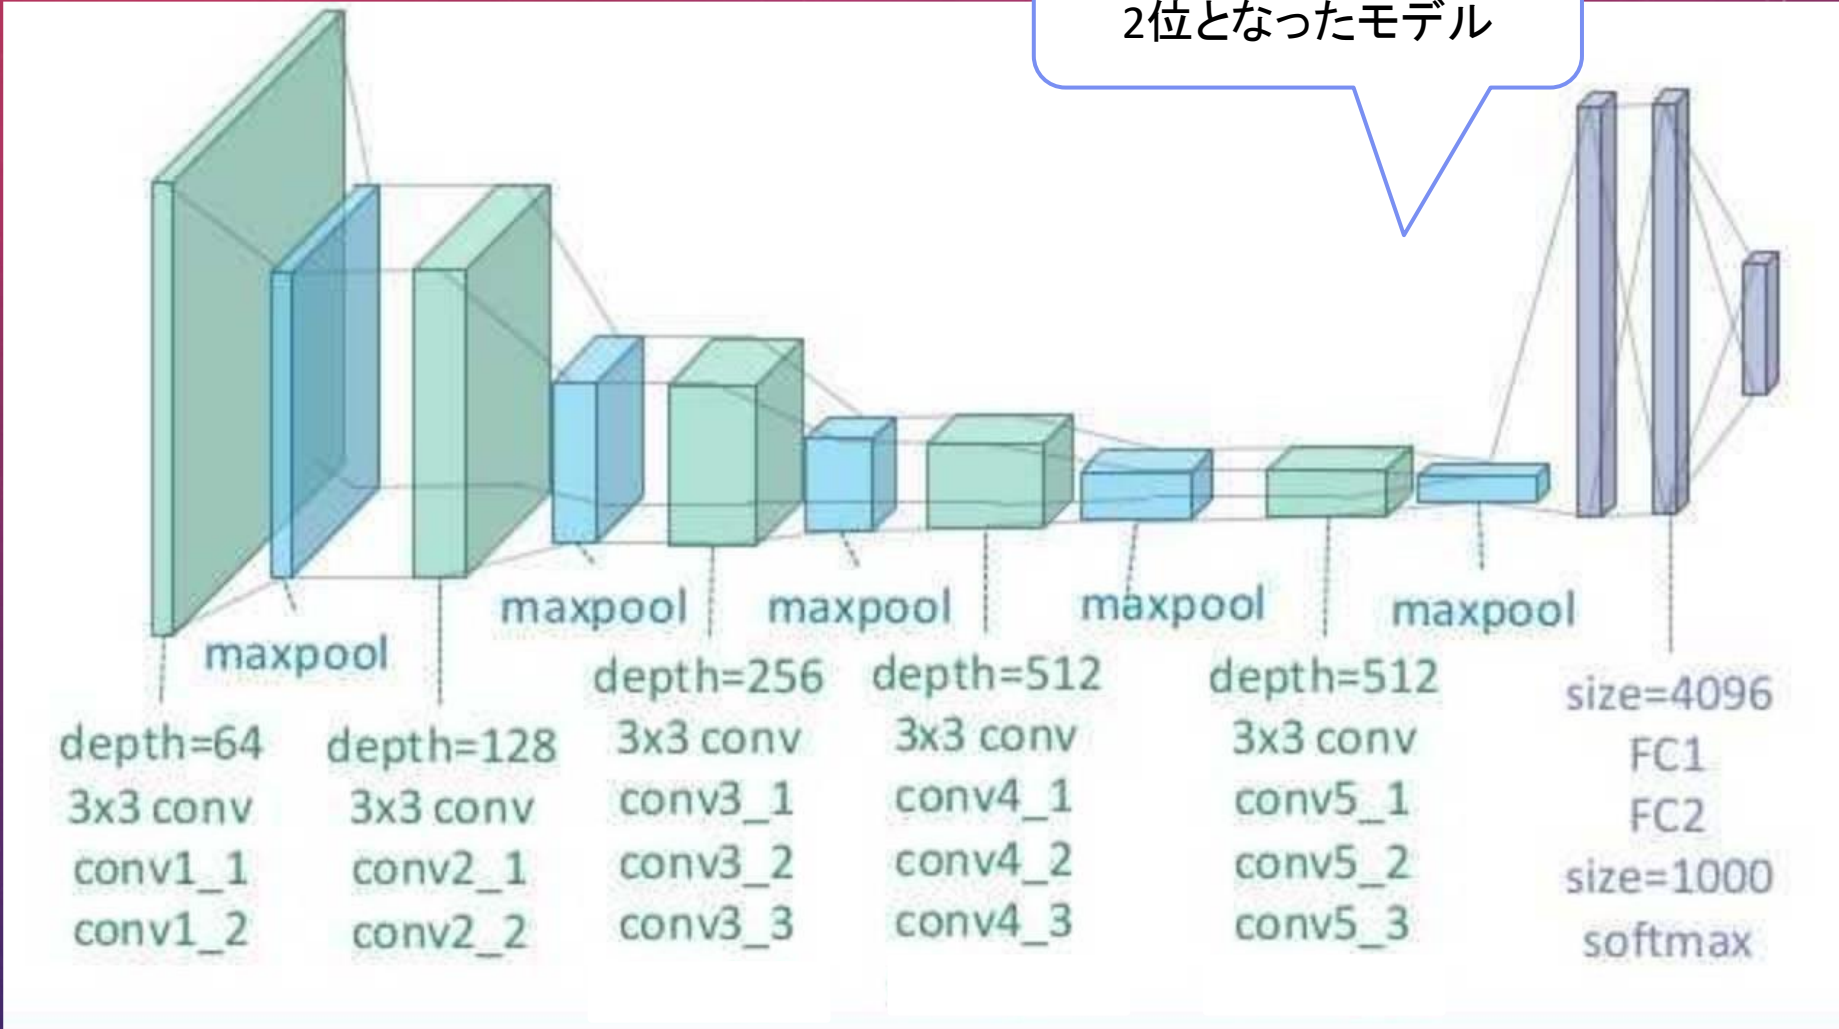 2位となったモデル
maxpool
maxpool
maxpool
maxpool
maxpool
depth=64
3x3 conv
conv1_1
conv1_2
depth=128
3x3 conv
conv2_1
conv2_2
depth=256
3x3 conv
conv3_1
conv3_2
conv3_3
depth=512
3x3 conv
conv4_1
conv4_2
conv4_3
depth=512
3x3 conv
conv5_1
conv5_2
conv5_3
size=4096
FC1
FC2
size=1000
softmax